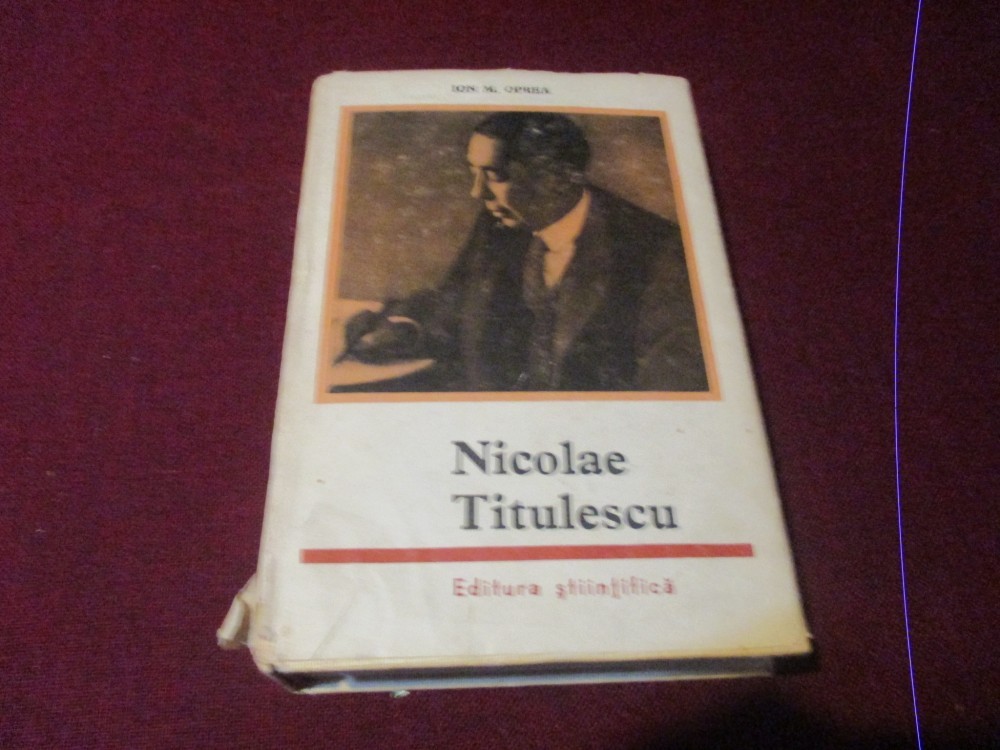 ION M. OPREA
Nicolae
Titulescu
Editura științifică